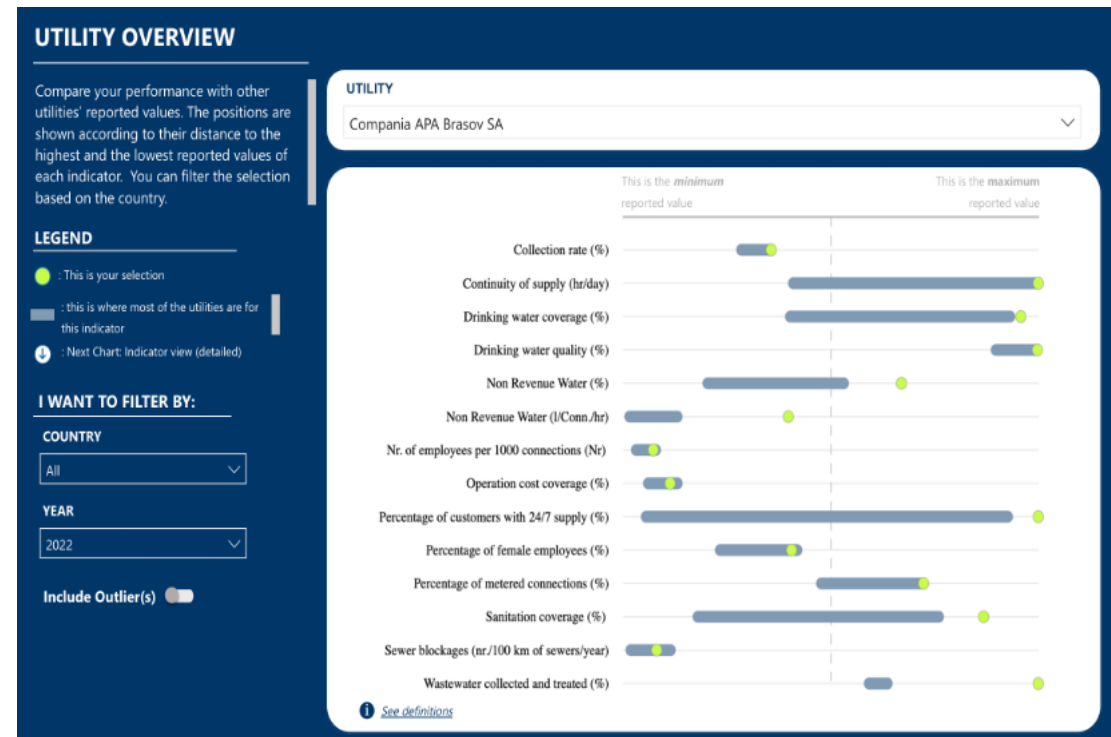 UTILITY OVERVIEW
Compare your performance with other
utilities' reported values. The positions are
shown according to their distance to the
highest and the lowest reported values of
each indicator. You can filter the selection
based on the country.
LEGEND
: This is your selection
: this is where most of the utilities are for
this indicator
: Next Chart: Indicator view (detailed)
I WANT TO FILTER BY:
COUNTRY
All
YEAR
2022
Include Outlier(s)
UTILITY
Compania APA Brasov SA
This is the minimum
reported value
This is the maximum
reported value
Collection rate (%)
Continuity of supply (hr/day)
Drinking water coverage (%)
Drinking water quality (%)
Non Revenue Water (%)
Non Revenue Water (l/Conn./hr)
Nr. of employees per 1000 connections (Nr)
Operation cost coverage (%)
Percentage of customers with 24/7 supply (%)
Percentage of female employees (%)
Percentage of metered connections (%)
Sanitation coverage (%)
Sewer blockages (nr./100 km of sewers/year)
Wastewater collected and treated (%)
i See definitions